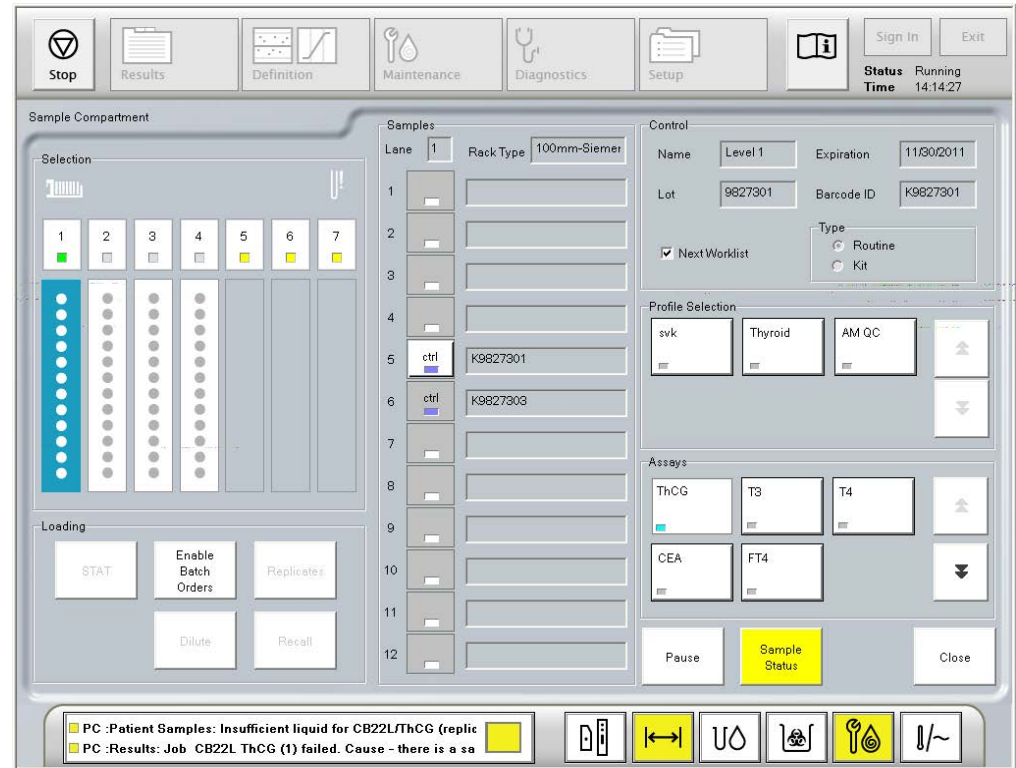 Stop
Results
Definition
Maintenance
Diagnostics
Setup
Sign In
Exit
Status Running
Time 14:14:27
Sample Compartment
Selection
1 2 3 4 5 6 7
Loading
STAT
Enable
Batch
Orders
Replicates
Dilute
Recall
Samples
Lane 1 Rack Type 100mm-Siemer
1
2
3
4
5 ctrl K9827301
6 ctrl K9827303
7
8
9
10
11
12
Control
Name Level 1 Expiration 11/30/2011
Lot 9827301 Barcode ID K9827301
Next Worklist
Type
Routine
Kit
Profile Selection
svk Thyroid AM QC
Assays
ThCG T3 T4
CEA FT4
Pause
Sample
Status
Close
PC :Patient Samples: Insufficient liquid for CB22L/ThCG (replic
PC :Results: Job CB22L ThCG (1) failed. Cause - there is a sa